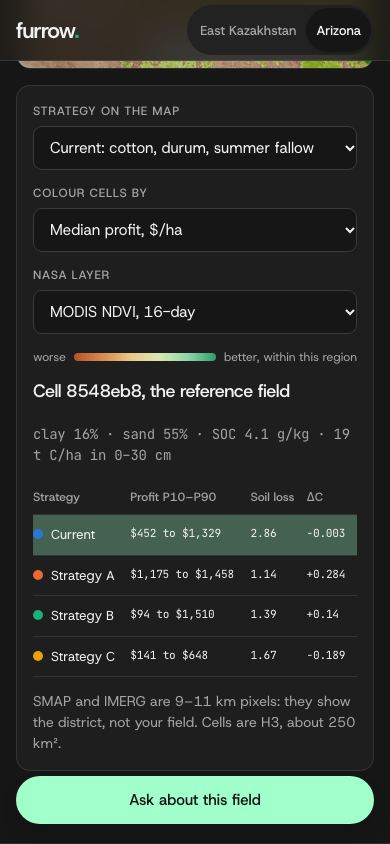 furrow.
East Kazakhstan Arizona
STRATEGY ON THE MAP
Current: cotton, durum, summer fallow
COLOUR CELLS BY
Median profit, $/ha
NASA LAYER
MODIS NDVI, 16-day
worse better, within this region
Cell 8548eb8, the reference field
clay 16% · sand 55% · SOC 4.1 g/kg · 19
t C/ha in 0–30 cm
Strategy Profit P10–P90 Soil loss ΔC
Current $452 to $1,329 2.86 -0.003
Strategy A $1,175 to $1,458 1.14 +0.284
Strategy B $94 to $1,510 1.39 +0.14
Strategy C $141 to $648 1.67 -0.189
SMAP and IMERG are 9–11 km pixels: they show
the district, not your field. Cells are H3, about 250
km².
Ask about this field